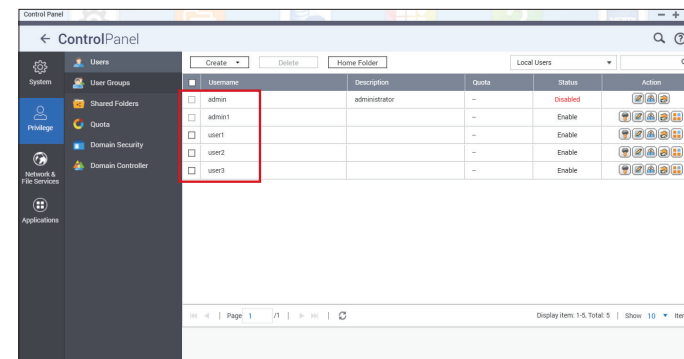 Control Panel
ControlPanel
System
Privilege
Network &
File Services
Applications
Users
User Groups
Shared Folders
Quota
Domain Security
Domain Controller
Create Delete Home Folder Local Users
Username Description Quota Status Action
admin administrator -- Disabled
admin1 -- Enable
user1 -- Enable
user2 -- Enable
user3 -- Enable
Page 1 /1 Display item: 1-5, Total: 5 | Show 10